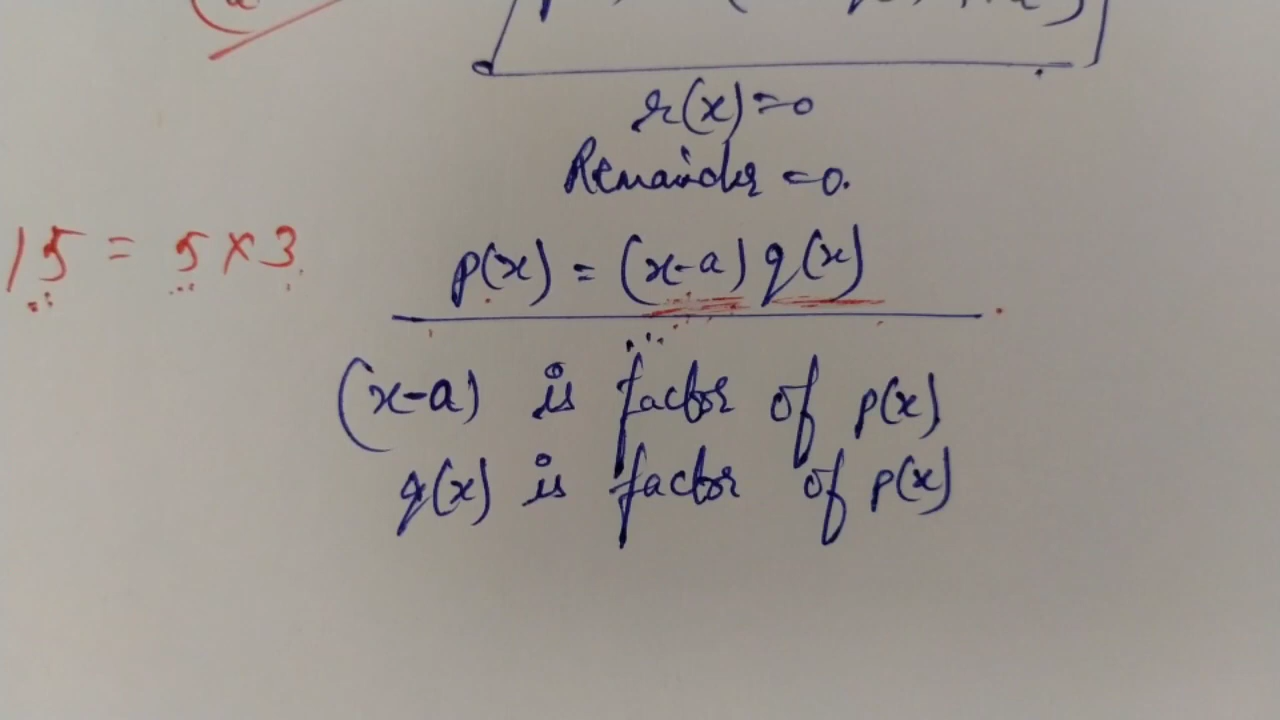 r(x)=0
Remainder =0.
15 = 5×3.
p(x) = (x-a) q(x)
(x-a) is factor of p(x)
q(x) is factor of p(x)